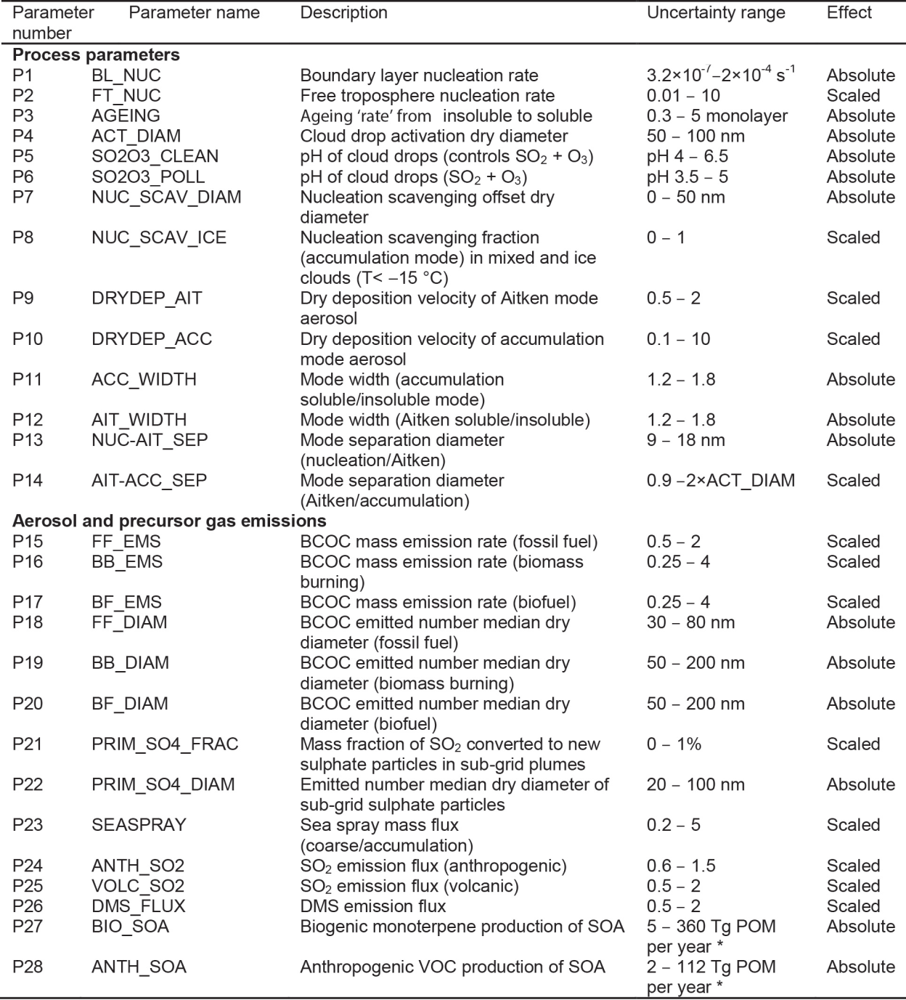 Parameter Parameter name Description Uncertainty range Effect
number
Process parameters
P1 BL_NUC Boundary layer nucleation rate 3.2×10⁻⁷–2×10⁻⁴ s⁻¹ Absolute
P2 FT_NUC Free troposphere nucleation rate 0.01 – 10 Scaled
P3 AGEING Ageing ‘rate’ from insoluble to soluble 0.3 – 5 monolayer Absolute
P4 ACT_DIAM Cloud drop activation dry diameter 50 – 100 nm Absolute
P5 SO2O3_CLEAN pH of cloud drops (controls SO₂ + O₃) pH 4 – 6.5 Absolute
P6 SO2O3_POLL pH of cloud drops (SO₂ + O₃) pH 3.5 – 5 Absolute
P7 NUC_SCAV_DIAM Nucleation scavenging offset dry 0 – 50 nm Absolute
diameter
P8 NUC_SCAV_ICE Nucleation scavenging fraction 0 – 1 Scaled
(accumulation mode) in mixed and ice
clouds (T< –15 °C)
P9 DRYDEP_AIT Dry deposition velocity of Aitken mode 0.5 – 2 Scaled
aerosol
P10 DRYDEP_ACC Dry deposition velocity of accumulation 0.1 – 10 Scaled
mode aerosol
P11 ACC_WIDTH Mode width (accumulation 1.2 – 1.8 Absolute
soluble/insoluble mode)
P12 AIT_WIDTH Mode width (Aitken soluble/insoluble) 1.2 – 1.8 Absolute
P13 NUC-AIT_SEP Mode separation diameter 9 – 18 nm Absolute
(nucleation/Aitken)
P14 AIT-ACC_SEP Mode separation diameter 0.9 –2×ACT_DIAM Scaled
(Aitken/accumulation)
Aerosol and precursor gas emissions
P15 FF_EMS BCOC mass emission rate (fossil fuel) 0.5 – 2 Scaled
P16 BB_EMS BCOC mass emission rate (biomass 0.25 – 4 Scaled
burning)
P17 BF_EMS BCOC mass emission rate (biofuel) 0.25 – 4 Scaled
P18 FF_DIAM BCOC emitted number median dry 30 – 80 nm Absolute
diameter (fossil fuel)
P19 BB_DIAM BCOC emitted number median dry 50 – 200 nm Absolute
diameter (biomass burning)
P20 BF_DIAM BCOC emitted number median dry 50 – 200 nm Absolute
diameter (biofuel)
P21 PRIM_SO4_FRAC Mass fraction of SO₂ converted to new 0 – 1% Scaled
sulphate particles in sub-grid plumes
P22 PRIM_SO4_DIAM Emitted number median dry diameter of 20 – 100 nm Absolute
sub-grid sulphate particles
P23 SEASPRAY Sea spray mass flux 0.2 – 5 Scaled
(coarse/accumulation)
P24 ANTH_SO2 SO₂ emission flux (anthropogenic) 0.6 – 1.5 Scaled
P25 VOLC_SO2 SO₂ emission flux (volcanic) 0.5 – 2 Scaled
P26 DMS_FLUX DMS emission flux 0.5 – 2 Scaled
P27 BIO_SOA Biogenic monoterpene production of SOA 5 – 360 Tg POM Absolute
per year *
P28 ANTH_SOA Anthropogenic VOC production of SOA 2 – 112 Tg POM Absolute
per year *